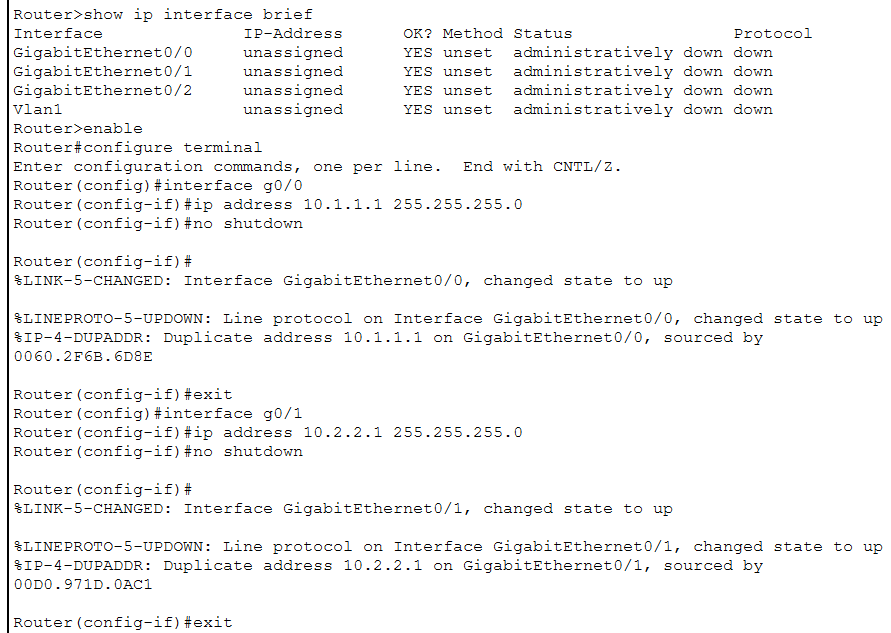 Router>show ip interface brief
Interface IP-Address OK? Method Status Protocol
GigabitEthernet0/0 unassigned YES unset administratively down down
GigabitEthernet0/1 unassigned YES unset administratively down down
GigabitEthernet0/2 unassigned YES unset administratively down down
Vlan1 unassigned YES unset administratively down down
Router>enable
Router#configure terminal
Enter configuration commands, one per line. End with CNTL/Z.
Router(config)#interface g0/0
Router(config-if)#ip address 10.1.1.1 255.255.255.0
Router(config-if)#no shutdown
Router(config-if)#
%LINK-5-CHANGED: Interface GigabitEthernet0/0, changed state to up
%LINEPROTO-5-UPDOWN: Line protocol on Interface GigabitEthernet0/0, changed state to up
%IP-4-DUPADDR: Duplicate address 10.1.1.1 on GigabitEthernet0/0, sourced by
0060.2F6B.6D8E
Router(config-if)#exit
Router(config)#interface g0/1
Router(config-if)#ip address 10.2.2.1 255.255.255.0
Router(config-if)#no shutdown
Router(config-if)#
%LINK-5-CHANGED: Interface GigabitEthernet0/1, changed state to up
%LINEPROTO-5-UPDOWN: Line protocol on Interface GigabitEthernet0/1, changed state to up
%IP-4-DUPADDR: Duplicate address 10.2.2.1 on GigabitEthernet0/1, sourced by
00D0.971D.0AC1
Router(config-if)#exit